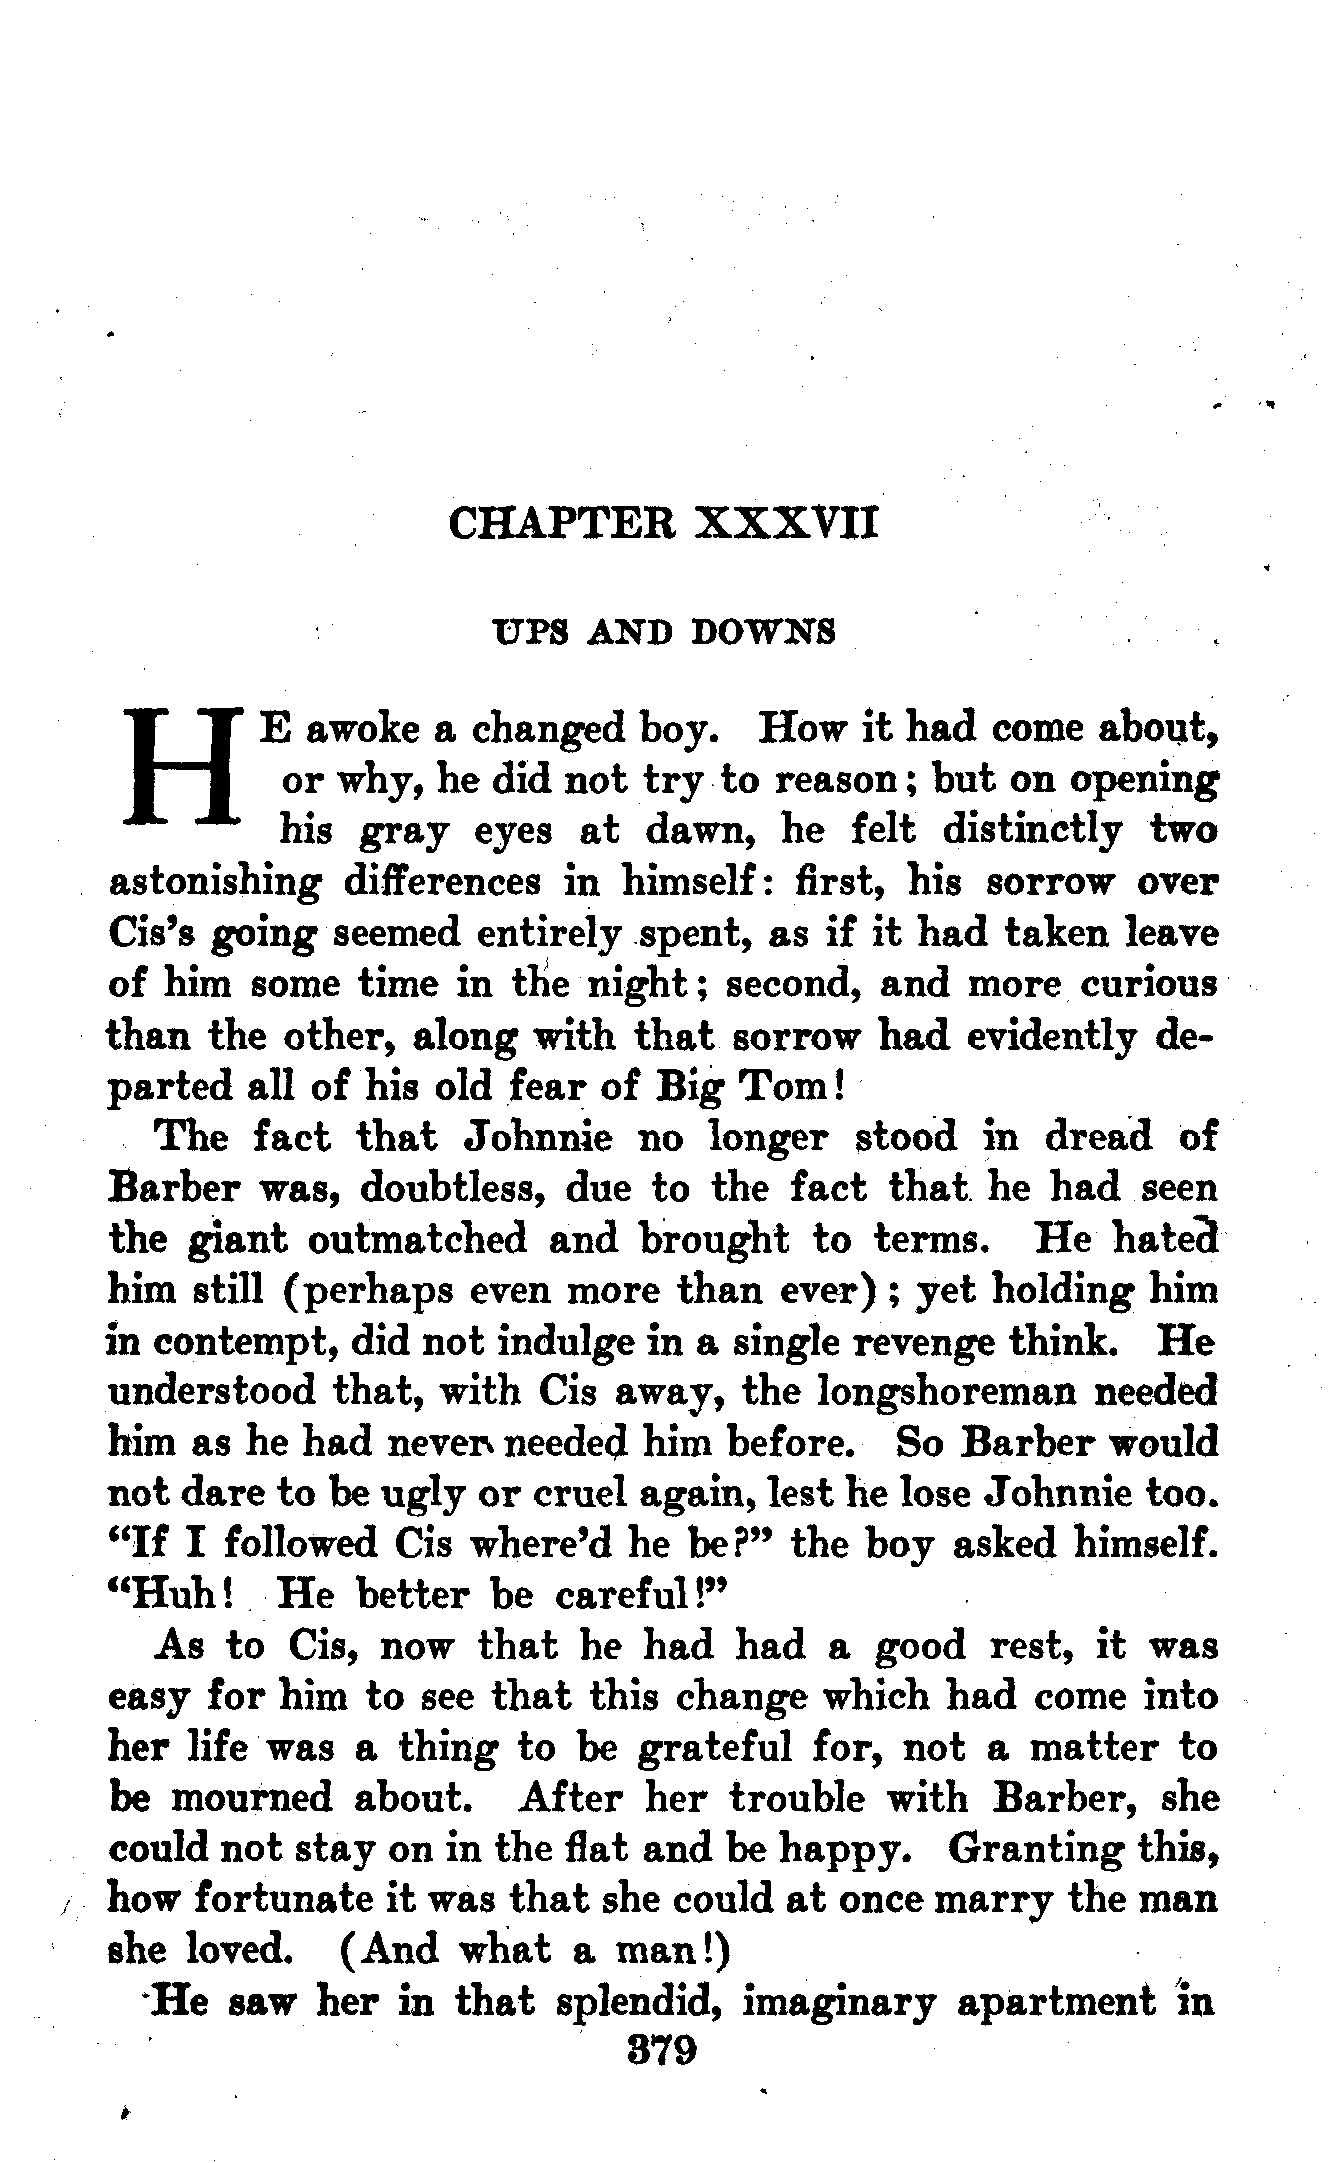 CHAPTER XXXVII
UPS AND DOWNS
HE awoke a changed boy. How it had come about,
or why, he did not try to reason; but on opening
his gray eyes at dawn, he felt distinctly two
astonishing differences in himself: first, his sorrow over
Cis's going seemed entirely spent, as if it had taken leave
of him some time in the night; second, and more curious
than the other, along with that sorrow had evidently de-
parted all of his old fear of Big Tom!
The fact that Johnnie no longer stood in dread of
Barber was, doubtless, due to the fact that he had seen
the giant outmatched and brought to terms. He hated
him still (perhaps even more than ever); yet holding him
in contempt, did not indulge in a single revenge think. He
understood that, with Cis away, the longshoreman needed
him as he had never needed him before. So Barber would
not dare to be ugly or cruel again, lest he lose Johnnie too.
"If I followed Cis where'd he be?" the boy asked himself.
"Huh! He better be careful!"
As to Cis, now that he had had a good rest, it was
easy for him to see that this change which had come into
her life was a thing to be grateful for, not a matter to
be mourned about. After her trouble with Barber, she
could not stay on in the flat and be happy. Granting this,
how fortunate it was that she could at once marry the man
she loved. (And what a man!)
He saw her in that splendid, imaginary apartment in
379